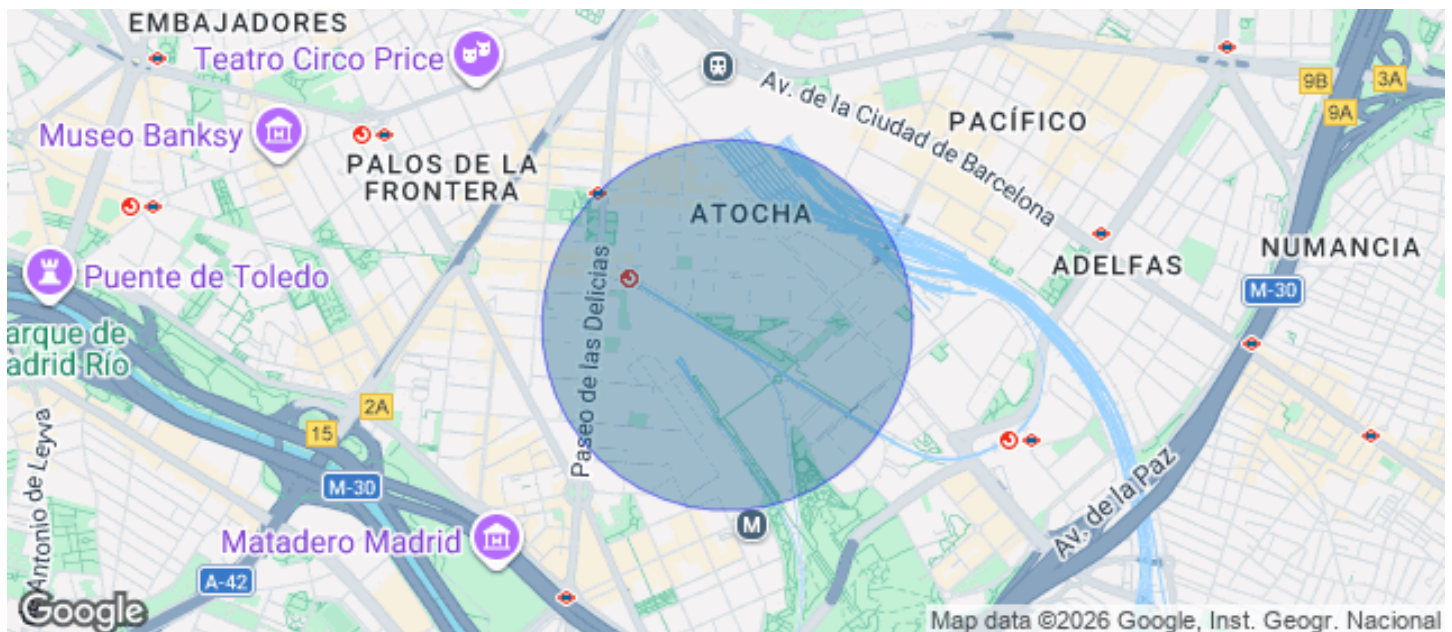 EMBAJADORES
Teatro Circo Price
Av. de la Ciudad de Barcelona
9B
3A
9A
Museo Banksy
PACÍFICO
PALOS DE LA
FRONTERA
ATOCHA
NUMANCIA
ADELFAS
Puente de Toledo
M-30
Paseo de las Delicias
arque de
adrid Río
2A
15
Antonio de Leyva
M-30
Av. de la Paz
M
Matadero Madrid
A-42
Google
Map data ©2026 Google, Inst. Geogr. Nacional